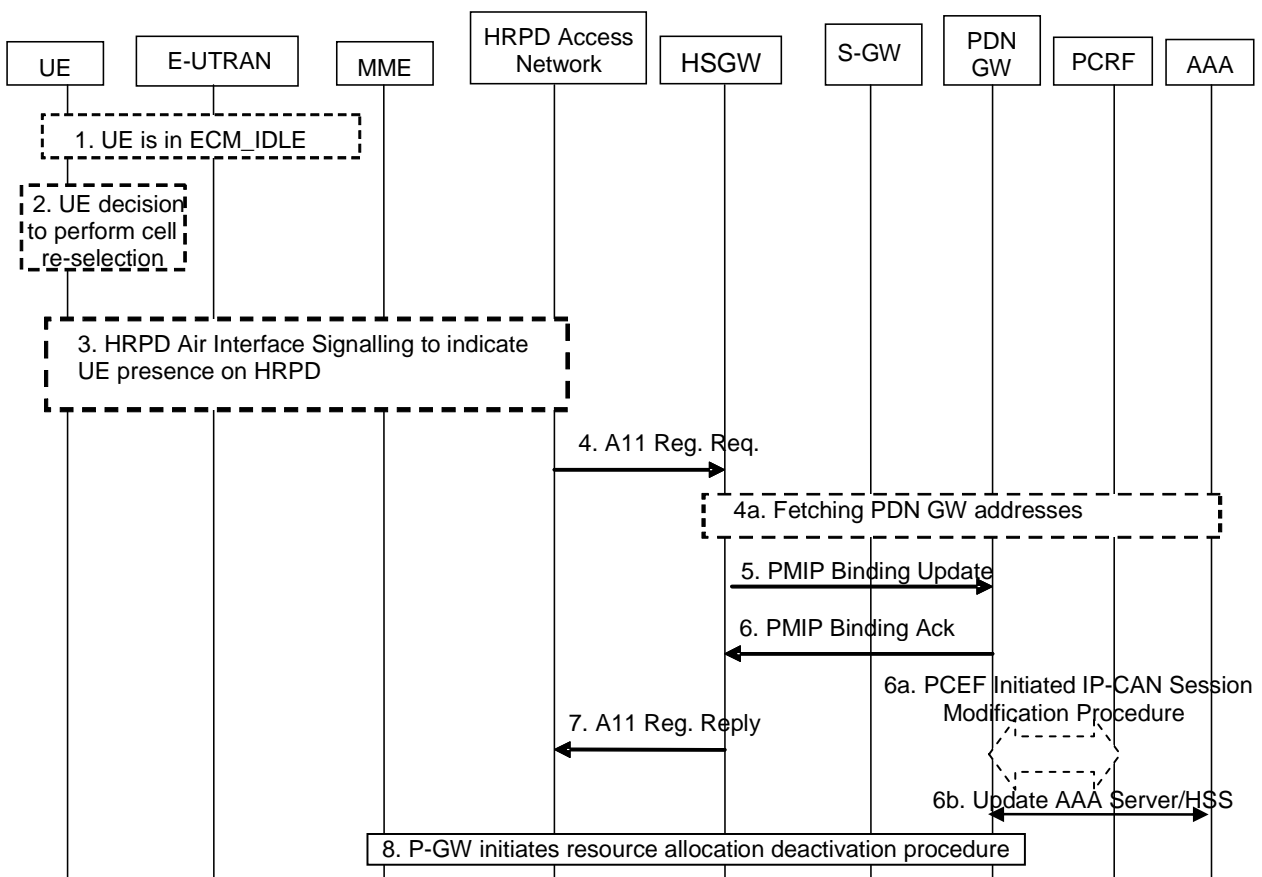 UE
E-UTRAN
MME
HRPD Access
Network
HSGW
S-GW
PDN
GW
PCRF
AAA
1. UE is in ECM_IDLE
2. UE decision
to perform cell
re-selection
3. HRPD Air Interface Signalling to indicate
UE presence on HRPD
4. A11 Reg. Req.
4a. Fetching PDN GW addresses
5. PMIP Binding Update
6. PMIP Binding Ack
6a. PCEF Initiated IP-CAN Session
Modification Procedure
7. A11 Reg. Reply
6b. Update AAA Server/HSS
8. P-GW initiates resource allocation deactivation procedure